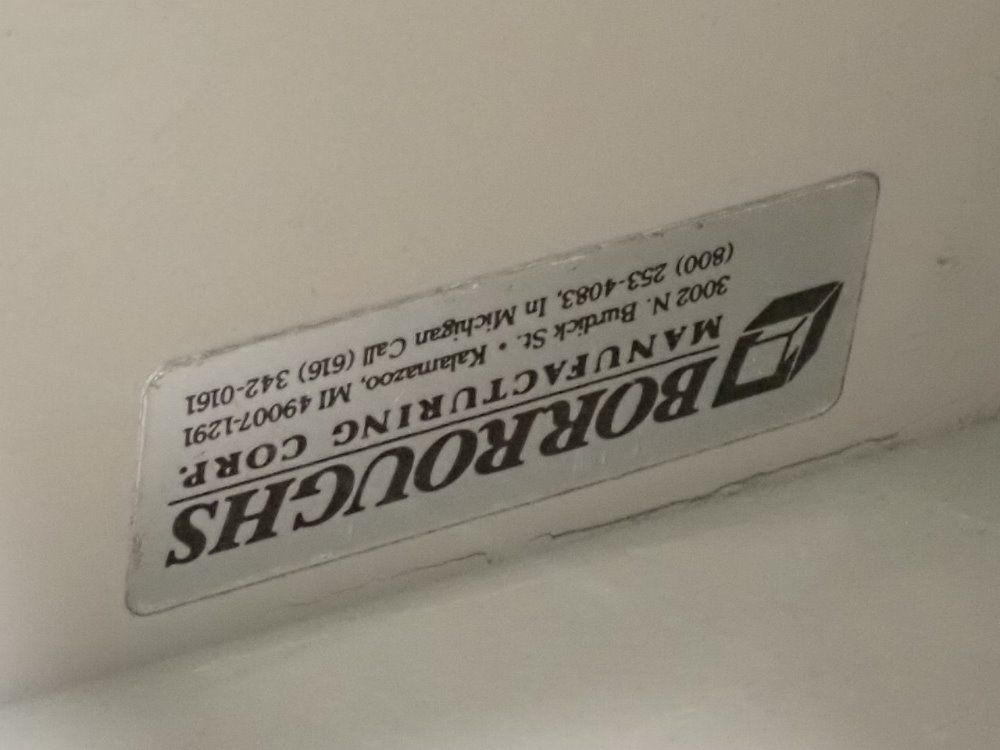 BORROUGHS
MANUFACTURING CORP.
3002 N. Burdick St. • Kalamazoo, MI 49007-1291
(800) 253-4083, In Michigan Call (616) 342-0161